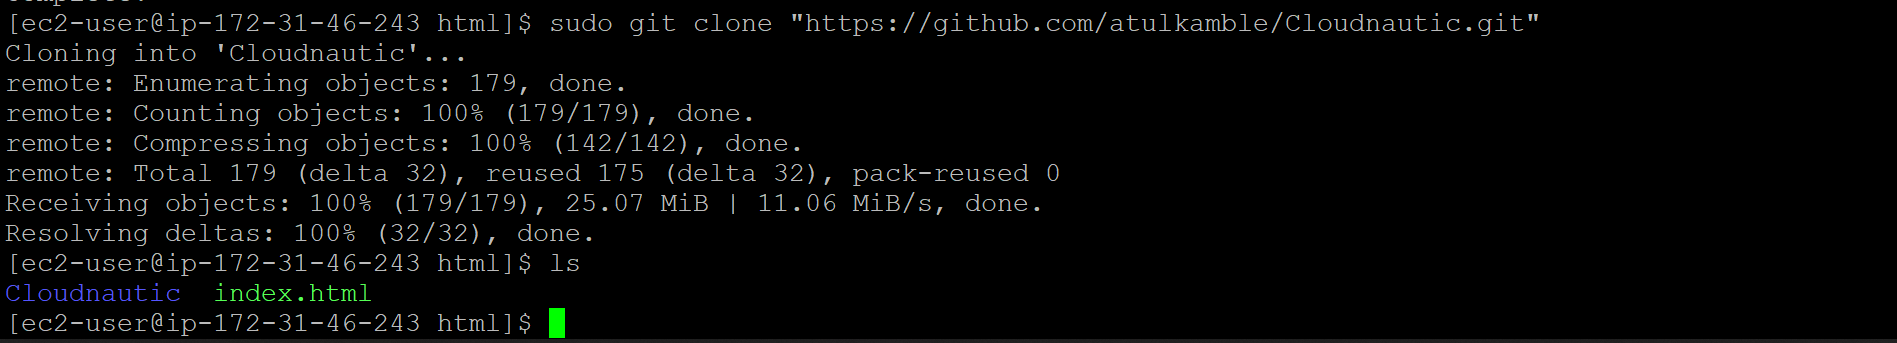 [ec2-user@ip-172-31-46-243 html]$ sudo git clone "https://github.com/atulkamble/Cloudnautic.git"
Cloning into 'Cloudnautic'...
remote: Enumerating objects: 179, done.
remote: Counting objects: 100% (179/179), done.
remote: Compressing objects: 100% (142/142), done.
remote: Total 179 (delta 32), reused 175 (delta 32), pack-reused 0
Receiving objects: 100% (179/179), 25.07 MiB | 11.06 MiB/s, done.
Resolving deltas: 100% (32/32), done.
[ec2-user@ip-172-31-46-243 html]$ ls
Cloudnautic  index.html
[ec2-user@ip-172-31-46-243 html]$